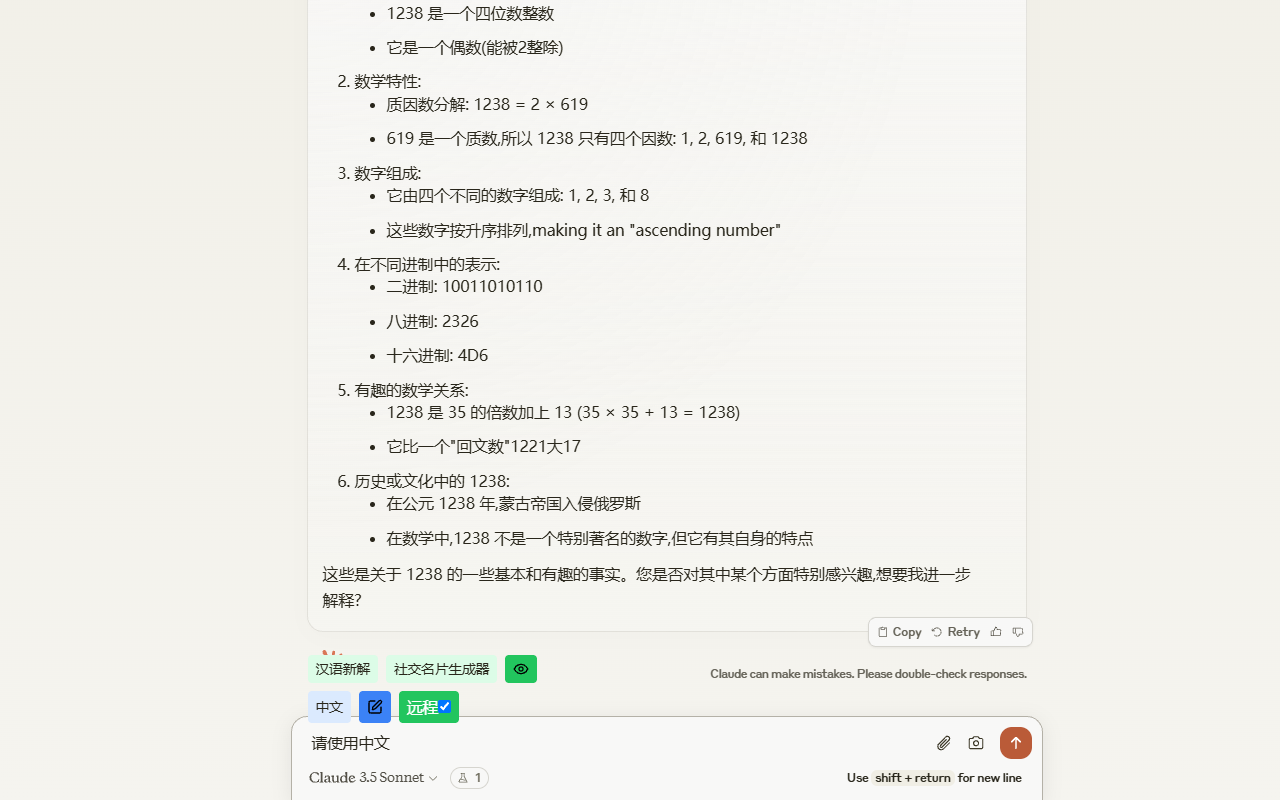 • 1238 是一个四位数整数
• 它是一个偶数(能被2整除)
2. 数学特性:
• 质因数分解: 1238 = 2 × 619
• 619 是一个质数,所以 1238 只有四个因数: 1, 2, 619, 和 1238
3. 数字组成:
• 它由四个不同的数字组成: 1, 2, 3, 和 8
• 这些数字按升序排列,making it an "ascending number"
4. 在不同进制中的表示:
• 二进制: 10011010110
• 八进制: 2326
• 十六进制: 4D6
5. 有趣的数学关系:
• 1238 是 35 的倍数加上 13 (35 × 35 + 13 = 1238)
• 它比一个"回文数"1221大17
6. 历史或文化中的 1238:
• 在公元 1238 年,蒙古帝国入侵俄罗斯
• 在数学中,1238 不是一个特别著名的数字,但它有其自身的特点
这些是关于 1238 的一些基本和有趣的事实。您是否对其中某个方面特别感兴趣,想要我进一步
解释?
Copy Retry
汉语新解 社交名片生成器
Claude can make mistakes. Please double-check responses.
中文 远程
请使用中文
Claude 3.5 Sonnet 1
Use shift + return for new line